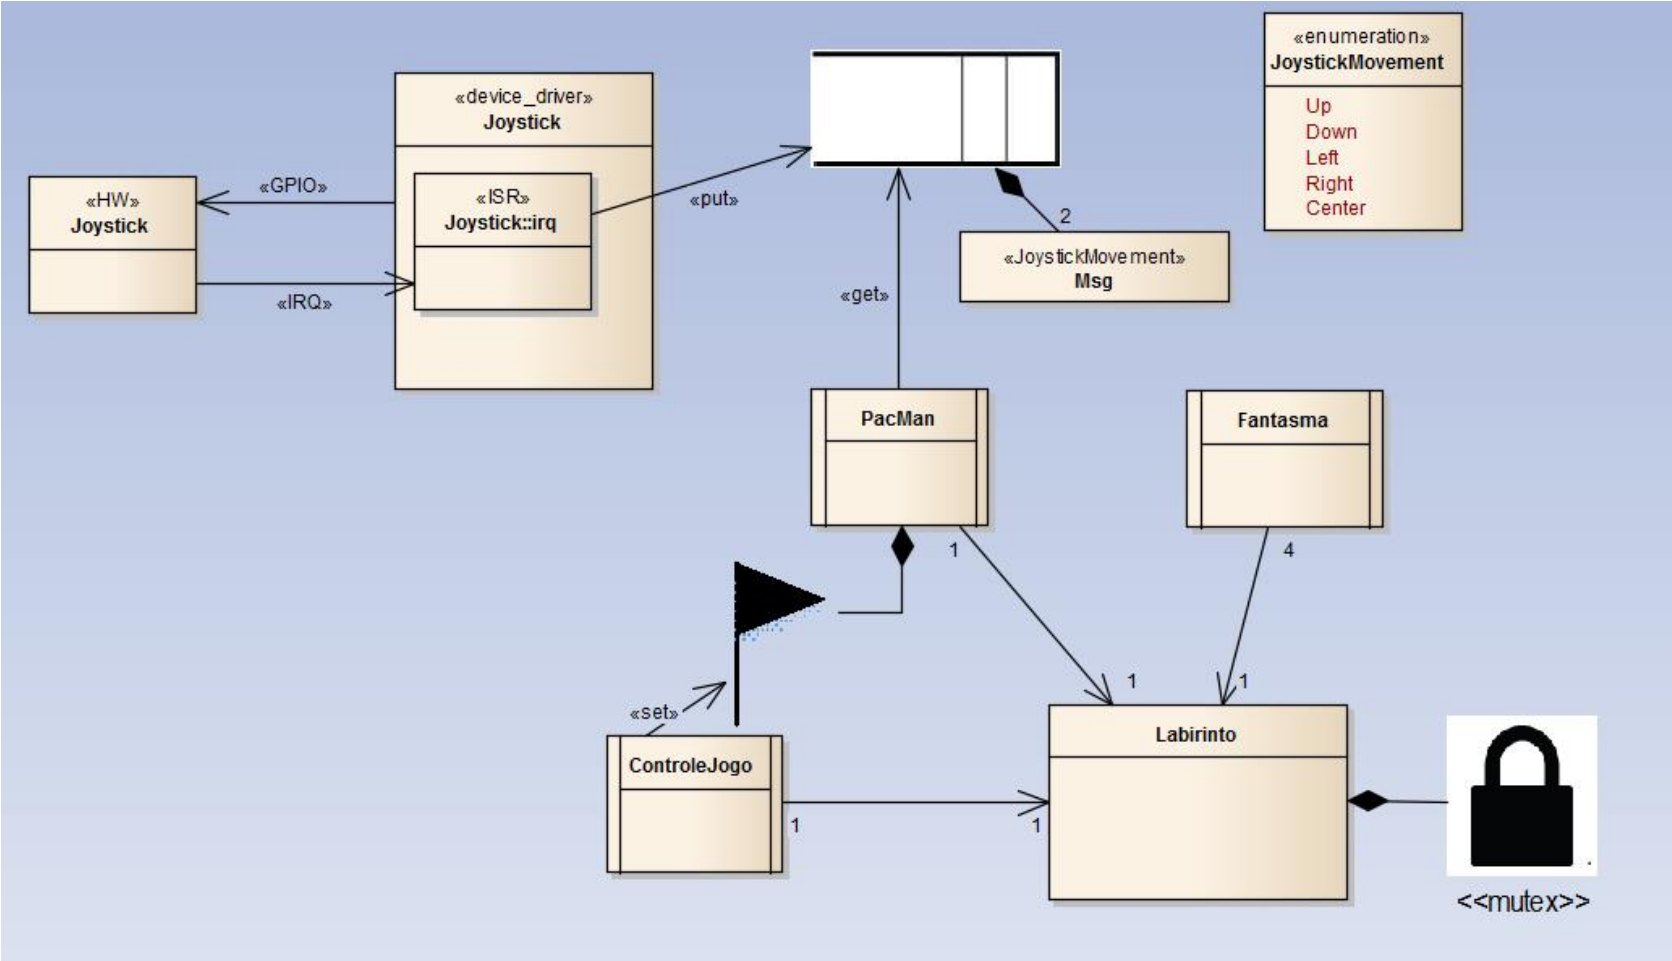 «enumeration»
JoystickMovement
Up
Down
Left
Right
Center
«device_driver»
Joystick
«HW»
Joystick
«GPIO»
«ISR»
Joystick::irq
«IRQ»
«put»
2
«JoystickMovement»
Msg
«get»
PacMan
Fantasma
1
4
1
1
«set»
ControleJogo
Labirinto
1
1
<<mutex>>